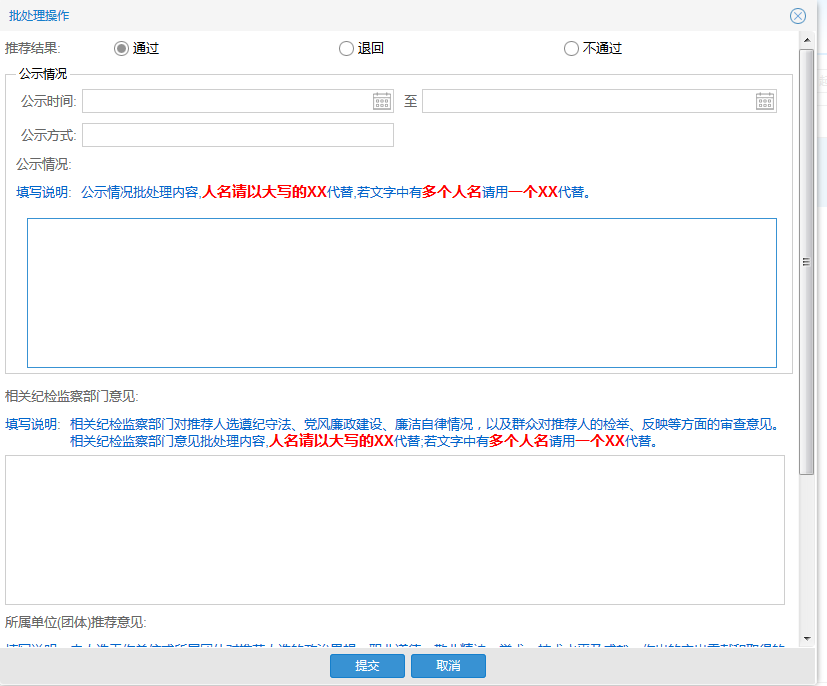 批处理操作
推荐结果: 通过 退回 不通过
公示情况
公示时间: 至
公示方式:
公示情况:
填写说明: 公示情况批处理内容,人名请以大写的XX代替,若文字中有多个人名请用一个XX代替。
相关纪检监察部门意见:
填写说明: 相关纪检监察部门对推荐人选遵纪守法、党风廉政建设、廉洁自律情况，以及群众对推荐人的检举、反映等方面的审查意见。
相关纪检监察部门意见批处理内容,人名请以大写的XX代替;若文字中有多个人名请用一个XX代替。
所属单位(团体)推荐意见:
提交 取消